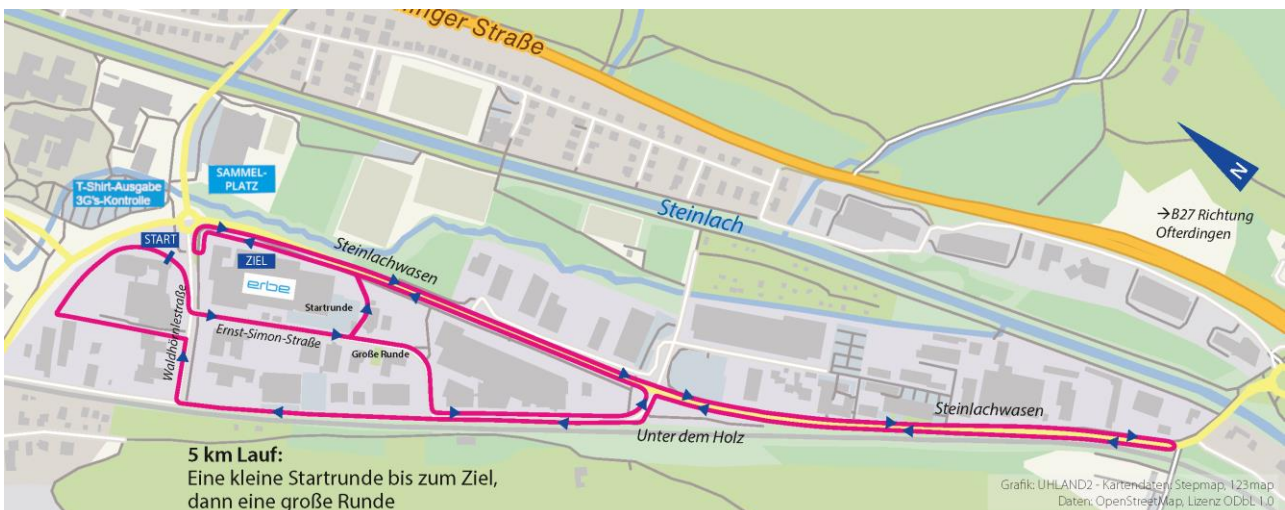 inger Straße
SAMMEL-
PLATZ
T-Shirt-Ausgabe
3G's-Kontrolle
START
ZIEL
erbe
Steinlachwasen
Steinlach
N
→B27 Richtung
Ofterdingen
Startrunde
Waldhörnlestraße
Ernst-Simon-Straße
Große Runde
Steinlachwasen
Unter dem Holz
5 km Lauf:
Eine kleine Startrunde bis zum Ziel,
dann eine große Runde
Grafik: UHLAND2 - Kartendaten: Stepmap, 123map
Daten: OpenStreetMap, Lizenz ODbL 1.0